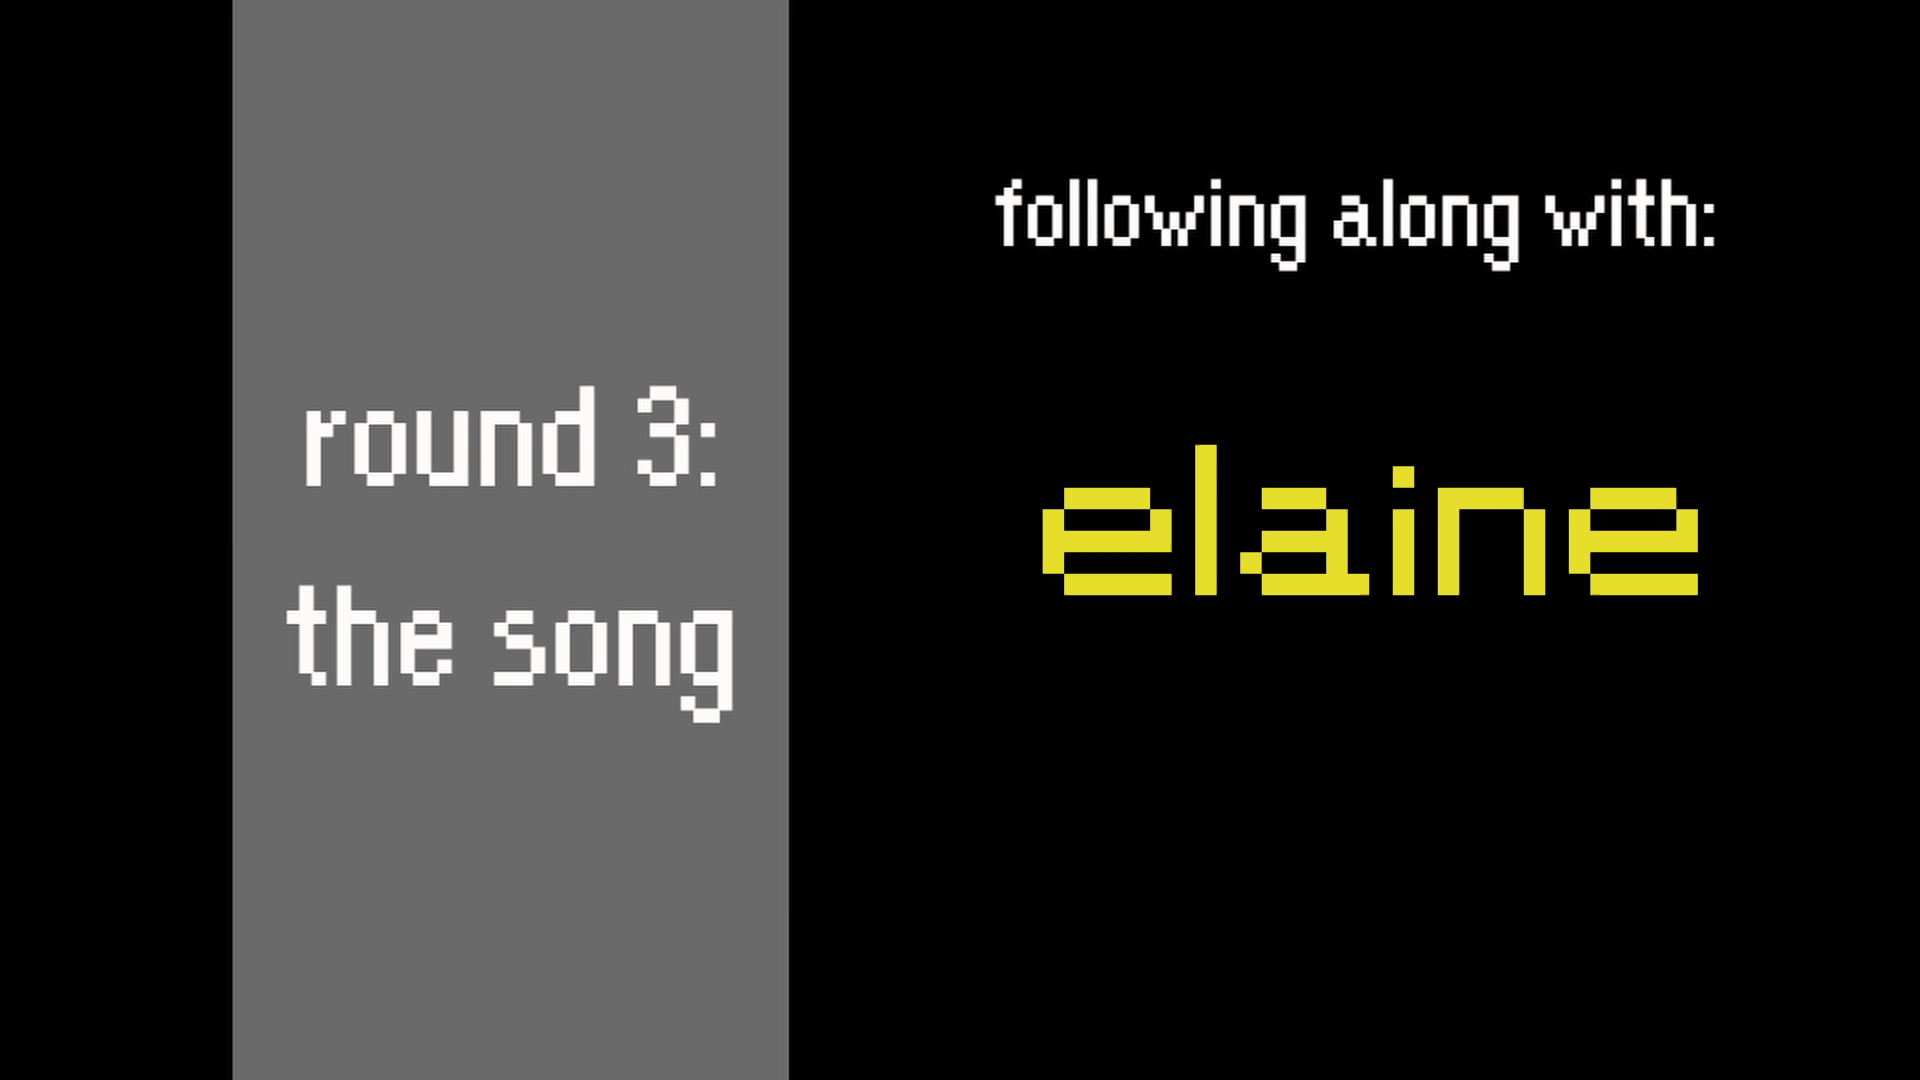 round 3:
the song
following along with:
elaine